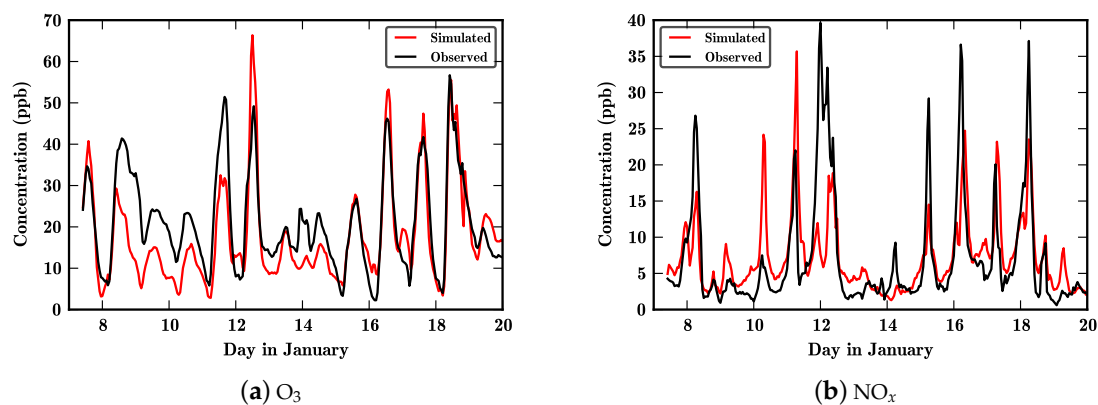 70
60
50
40
30
20
10
0
Concentration (ppb)
Simulated
Observed
8 10 12 14 16 18 20
Day in January
(a) O₃
40
35
30
25
20
15
10
5
0
Concentration (ppb)
Simulated
Observed
8 10 12 14 16 18 20
Day in January
(b) NOₓ